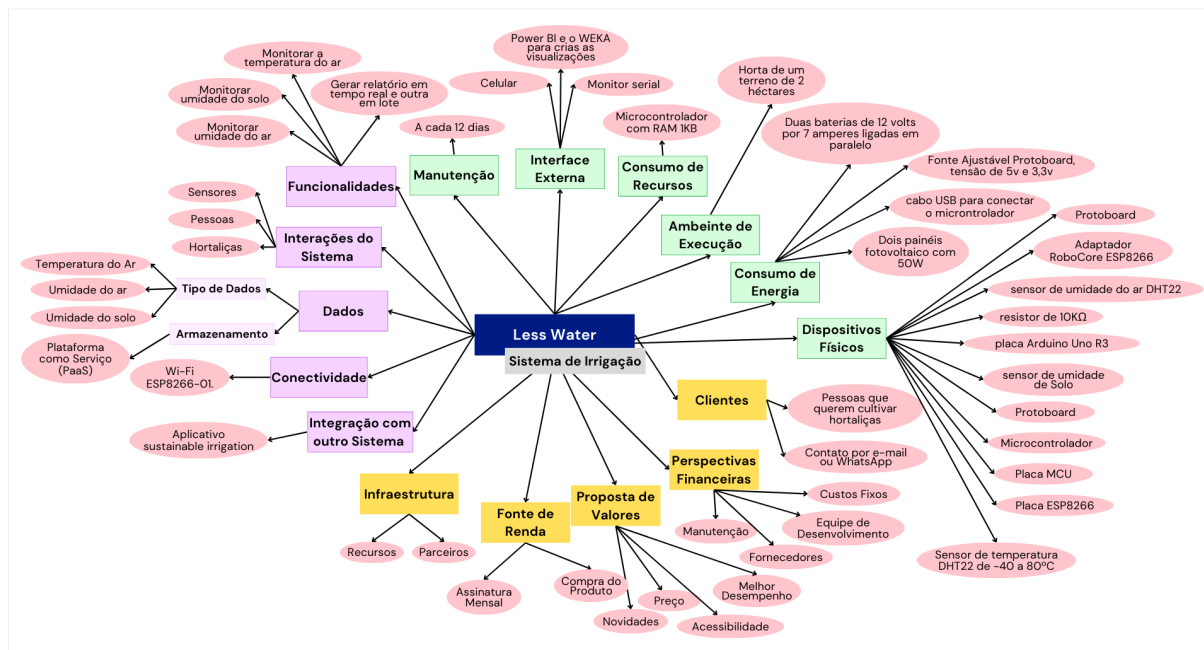 Monitorar a
temperatura do ar
Monitorar
umidade do solo
Monitorar
umidade do ar
Gerar relatório em
tempo real e outra
em lote
Funcionalidades
Sensores
Pessoas
Hortaliças
Interações do
Sistema
Temperatura do Ar
Umidade do ar
Umidade do solo
Tipo de Dados
Armazenamento
Plataforma
como Serviço
(PaaS)
Dados
Wi-Fi
ESP8266-01.
Conectividade
Aplicativo
sustainable irrigation
Integração com
outro Sistema
A cada 12 dias
Manutenção
Power BI e o WEKA
para crias as
visualizações
Celular
Monitor serial
Interface
Externa
Microcontrolador
com RAM 1KB
Consumo de
Recursos
Horta de um
terreno de 2
héctares
Ambeinte de
Execução
Duas baterias de 12 volts
por 7 amperes ligadas em
paralelo
Fonte Ajustável Protoboard,
tensão de 5v e 3,3v
cabo USB para conectar
o microntrolador
Dois painéis
fotovoltaico com
50W
Consumo de
Energia
Protoboard
Adaptador
RoboCore ESP8266
sensor de umidade do ar DHT22
resistor de 10KΩ
placa Arduino Uno R3
sensor de umidade
de Solo
Protoboard
Microcontrolador
Placa MCU
Placa ESP8266
Sensor de temperatura
DHT22 de -40 a 80ºC
Dispositivos
Físicos
Less Water
Sistema de Irrigação
Clientes
Pessoas que
querem cultivar
hortaliças
Contato por e-mail
ou WhatsApp
Perspectivas
Financeiras
Custos Fixos
Equipe de
Desenvolvimento
Manutenção
Fornecedores
Proposta de
Valores
Melhor
Desempenho
Preço
Acessibilidade
Novidades
Fonte de
Renda
Assinatura
Mensal
Compra do
Produto
Infraestrutura
Recursos
Parceiros